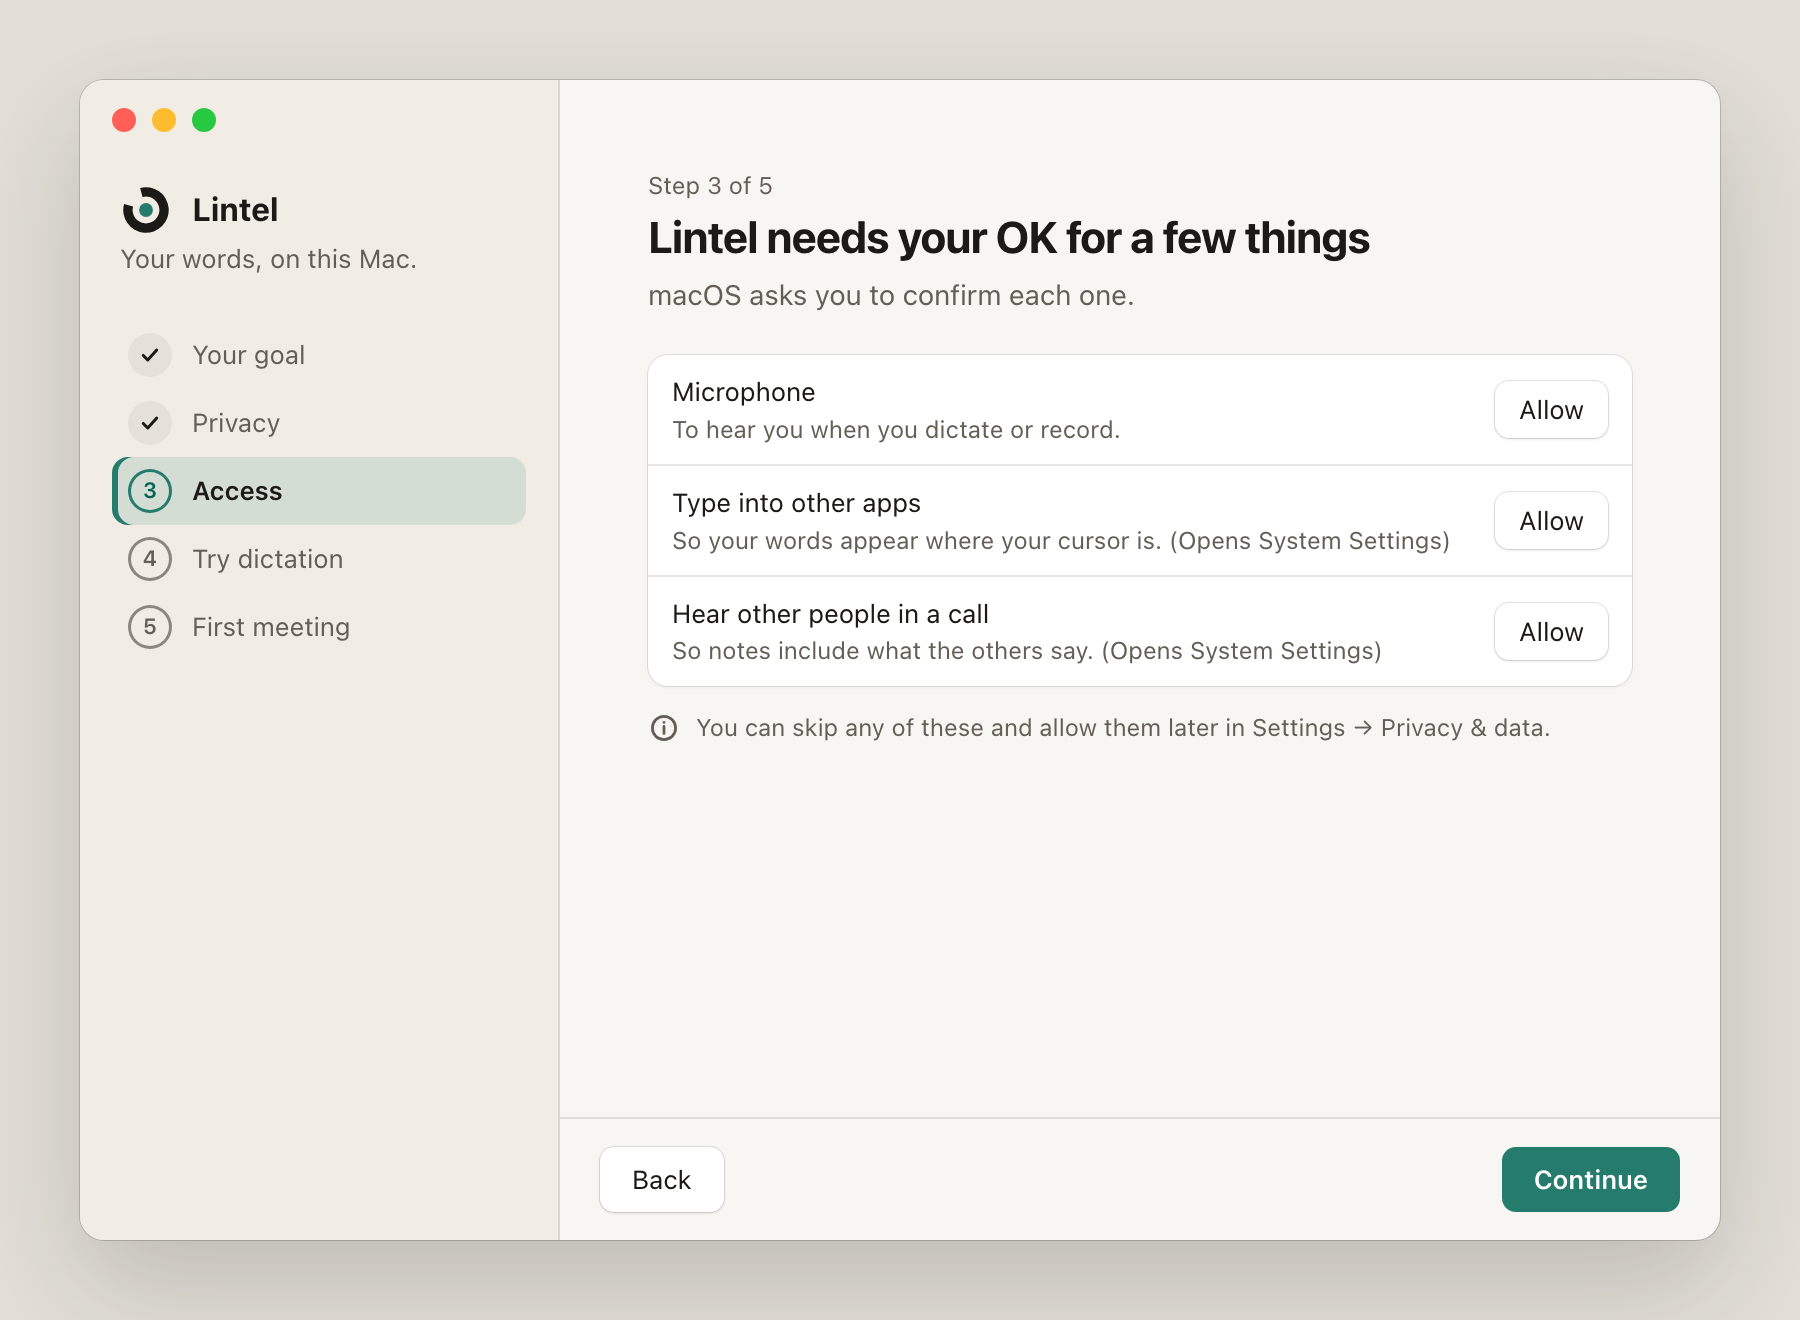 Lintel
Your words, on this Mac.
Your goal
Privacy
3 Access
4 Try dictation
5 First meeting
Step 3 of 5
Lintel needs your OK for a few things
macOS asks you to confirm each one.
Microphone
To hear you when you dictate or record.
Allow
Type into other apps
So your words appear where your cursor is. (Opens System Settings)
Allow
Hear other people in a call
So notes include what the others say. (Opens System Settings)
Allow
You can skip any of these and allow them later in Settings → Privacy & data.
Back
Continue